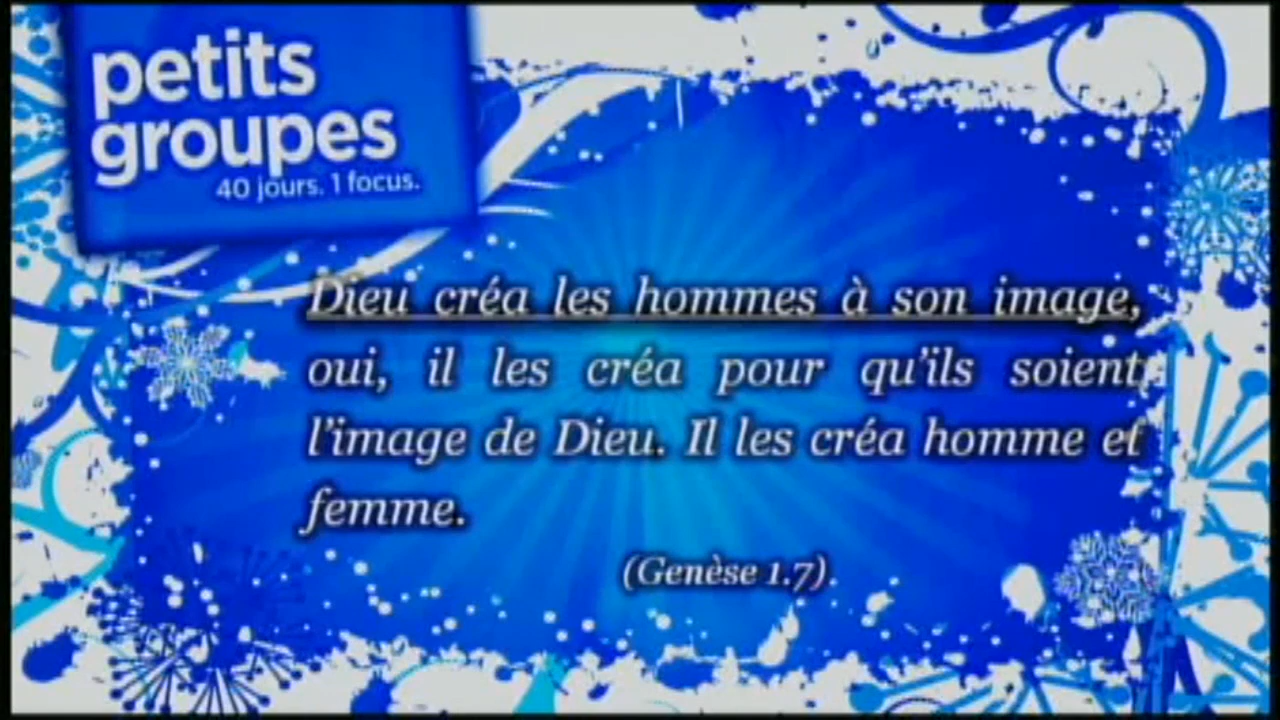 petits
groupes
40 jours. 1 focus.
Dieu créa les hommes à son image,
oui, il les créa pour qu'ils soient
l'image de Dieu. Il les créa homme et
femme.
(Genèse 1.7).